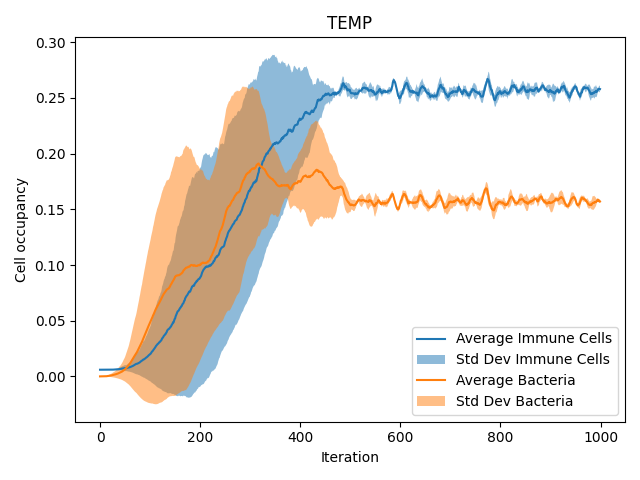 TEMP
0.30
0.25
0.20
0.15
0.10
0.05
0.00
Cell occupancy
Average Immune Cells
Std Dev Immune Cells
Average Bacteria
Std Dev Bacteria
0 200 400 600 800 1000
Iteration